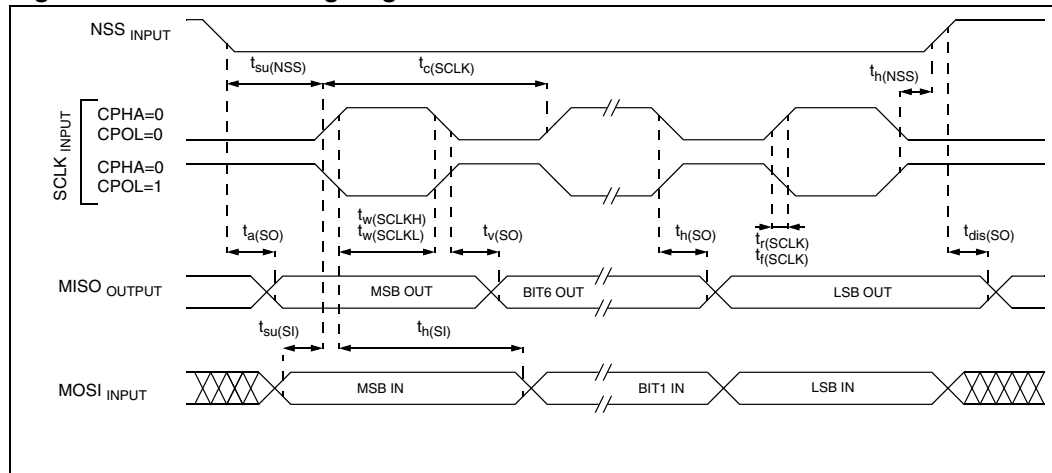 NSS INPUT
tsu(NSS)
tc(SCLK)
th(NSS)
SCLK INPUT
CPHA=0
CPOL=0
CPHA=0
CPOL=1
ta(SO)
tw(SCLKH)
tw(SCLKL)
tv(SO)
th(SO)
tr(SCLK)
tf(SCLK)
tdis(SO)
MISO OUTPUT
MSB OUT
BIT6 OUT
LSB OUT
tsu(SI)
th(SI)
MOSI INPUT
MSB IN
BIT1 IN
LSB IN